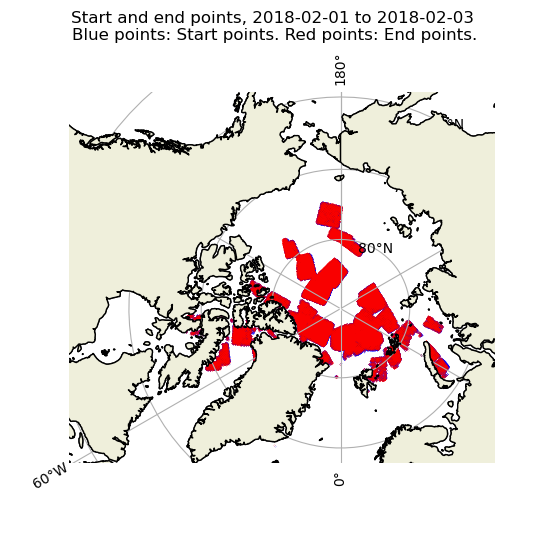 Start and end points, 2018-02-01 to 2018-02-03
Blue points: Start points. Red points: End points.
180°
80°N
60°W
0°